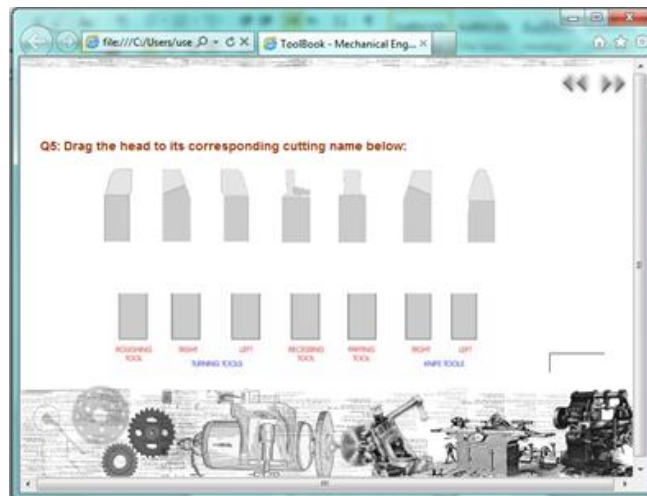 file:///C:/Users/use
ToolBook - Mechanical Eng...
Q5: Drag the head to its corresponding cutting name below:
ROUGHING TOOL
RIGHT
LEFT
TURNING TOOLS
RECESSING TOOL
PARTING TOOL
RIGHT
LEFT
KNIFE TOOLS